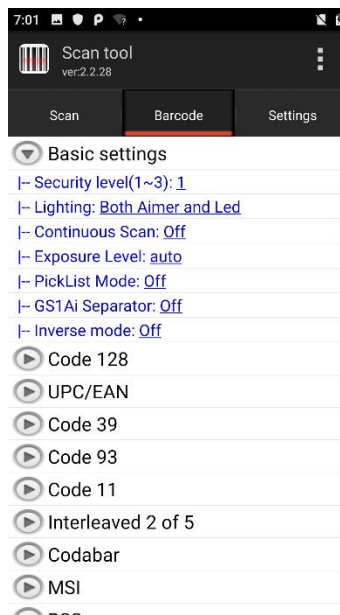 7:01
Scan tool
ver:2.2.28
Scan Barcode Settings
Basic settings
|-- Security level(1~3): 1
|-- Lighting: Both Aimer and Led
|-- Continuous Scan: Off
|-- Exposure Level: auto
|-- PickList Mode: Off
|-- GS1Ai Separator: Off
|-- Inverse mode: Off
Code 128
UPC/EAN
Code 39
Code 93
Code 11
Interleaved 2 of 5
Codabar
MSI